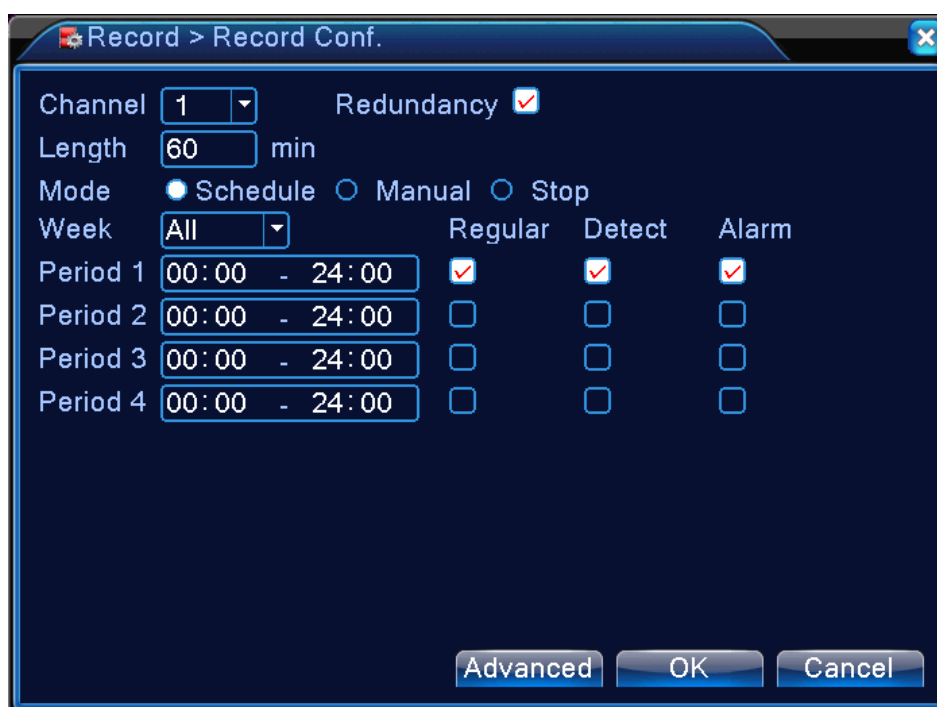 Record > Record Conf.
Channel 1 Redundancy
Length 60 min
Mode Schedule Manual Stop
Week All Regular Detect Alarm
Period 1 00:00 - 24:00
Period 2 00:00 - 24:00
Period 3 00:00 - 24:00
Period 4 00:00 - 24:00
Advanced OK Cancel